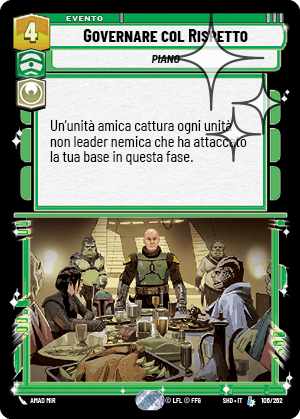 EVENTO
4
GOVERNARE COL RISPETTO
PIANO
Un'unità amica cattura ogni unità
non leader nemica che ha attaccato
la tua base in questa fase.
AMAD MIR
© LFL © FFG
SHD • IT
106/262